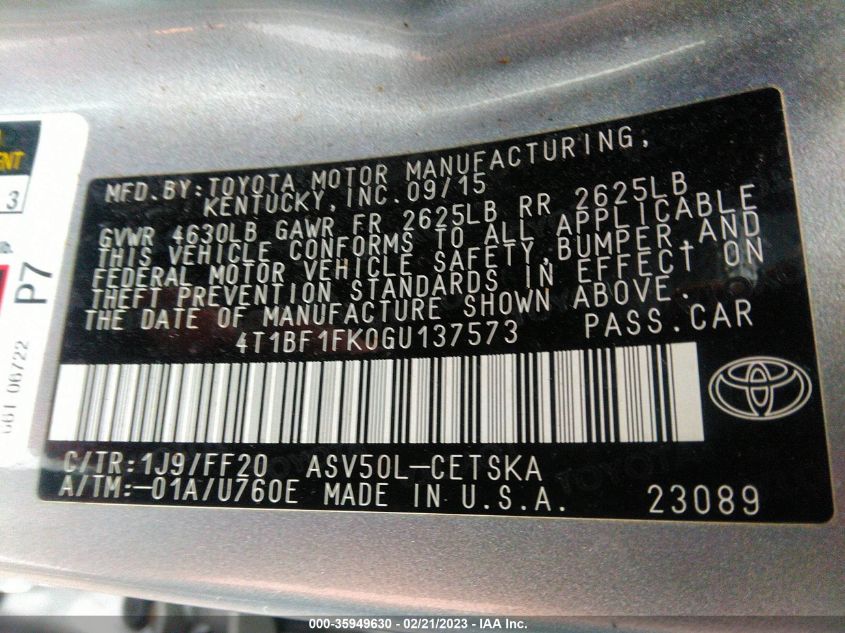 ENT
3
P7
06722
MFD.BY:TOYOTA MOTOR MANUFACTURING,
KENTUCKY,INC.09/15
GVWR 4630LB GAWR FR 2625LB RR 2625LB
THIS VEHICLE CONFORMS TO ALL APPLICABLE
FEDERAL MOTOR VEHICLE SAFETY,BUMPER,AND
THEFT PREVENTION STANDARDS IN EFFECT ON
THE DATE OF MANUFACTURE SHOWN ABOVE.
4T1BF1FK0GU137573 PASS.CAR
C/TR:1J9/FF20 ASV50L-CETSKA
A/TM:-01A/U760E MADE IN U.S.A. 23089
000-35949630 - 02/21/2023 - IAA Inc.